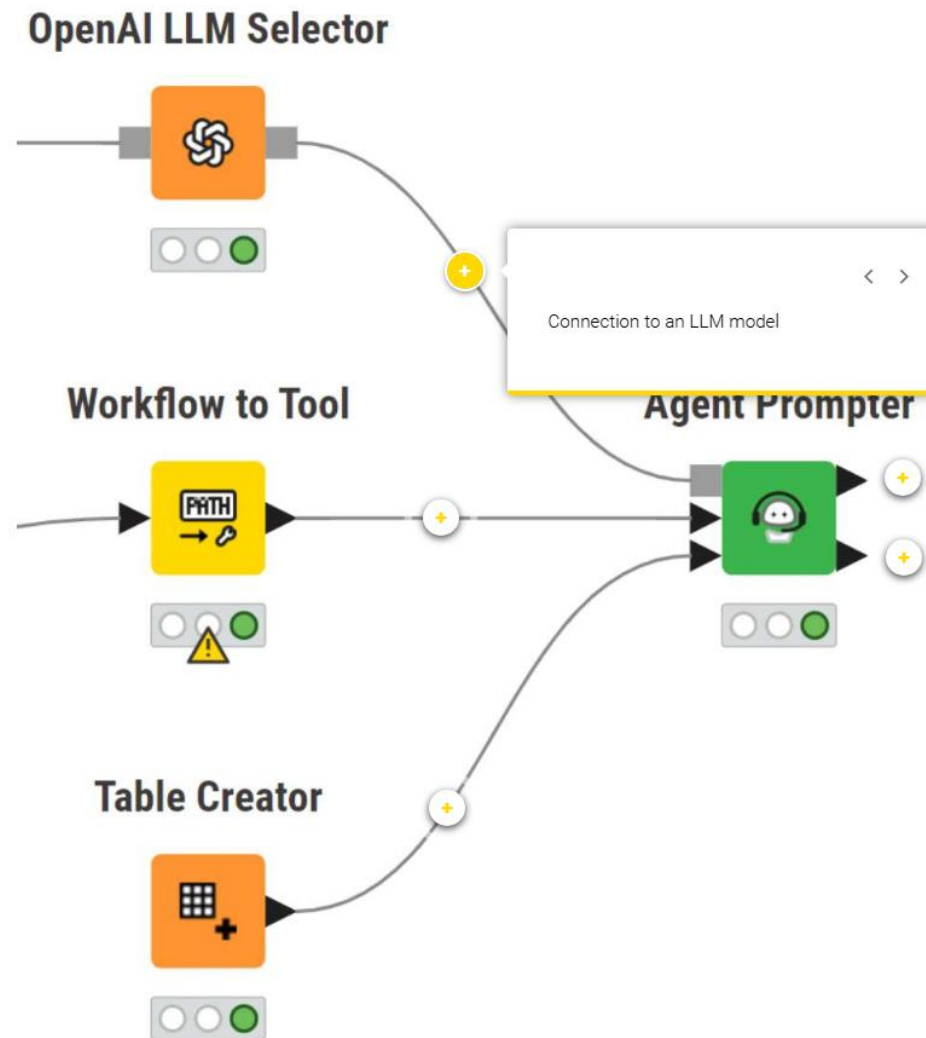 OpenAI LLM Selector
Connection to an LLM model
Workflow to Tool
Agent Prompter
PATH
Table Creator